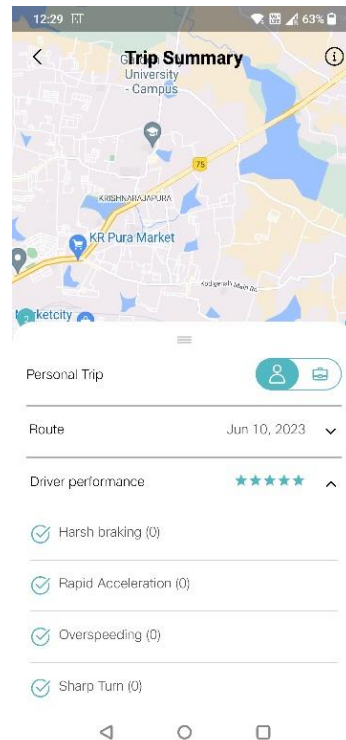 12:29
63%
Trip Summary
University
- Campus
75
KRISHNARAJAPURA
KR Pura Market
Kodigehalli Main Rd
Personal Trip
Route
Jun 10, 2023
Driver performance
Harsh braking (0)
Rapid Acceleration (0)
Overspeeding (0)
Sharp Turn (0)